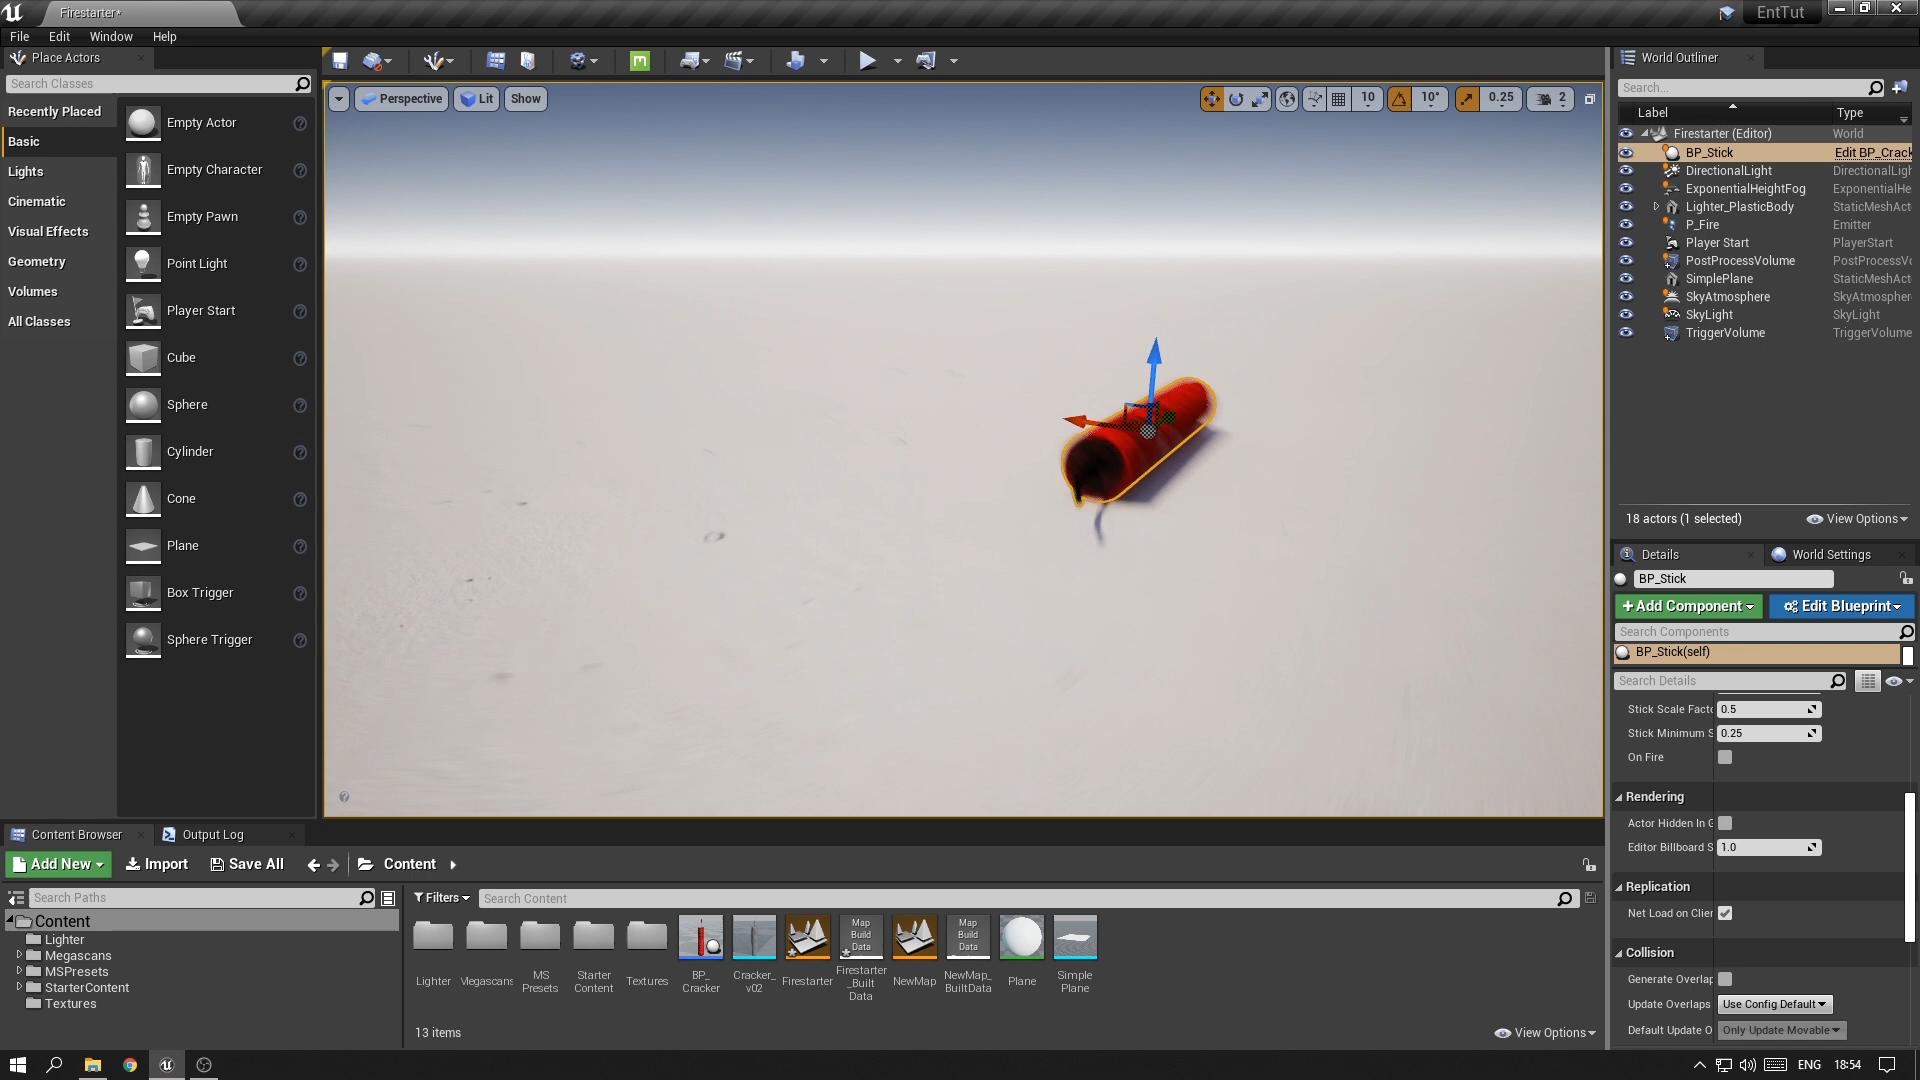 Firestarter*
EntTut
File Edit Window Help
Place Actors
World Outliner
Search Classes
Search...
Recently Placed
Basic
Lights
Cinematic
Visual Effects
Geometry
Volumes
All Classes
Empty Actor
Empty Character
Empty Pawn
Point Light
Player Start
Cube
Sphere
Cylinder
Cone
Plane
Box Trigger
Sphere Trigger
Perspective Lit Show
10 10° 0.25 2
Label Type
Firestarter (Editor) World
BP_Stick Edit BP_Crack
DirectionalLight DirectionalLigh
ExponentialHeightFog ExponentialHe
Lighter_PlasticBody StaticMeshAct
P_Fire Emitter
Player Start PlayerStart
PostProcessVolume PostProcessVo
SimplePlane StaticMeshAct
SkyAtmosphere SkyAtmospher
SkyLight SkyLight
TriggerVolume TriggerVolume
18 actors (1 selected) View Options
Details World Settings
BP_Stick
+Add Component Edit Blueprint
Search Components
BP_Stick(self)
Search Details
Stick Scale Facto 0.5
Stick Minimum S 0.25
On Fire
Rendering
Actor Hidden In G
Editor Billboard S 1.0
Replication
Net Load on Clien
Collision
Generate Overlap
Update Overlaps Use Config Default
Default Update O Only Update Movable
Content Browser Output Log
Add New Import Save All Content
Search Paths
Filters Search Content
Content
Lighter
Megascans
MSPresets
StarterContent
Textures
Lighter
Megascans
MS
Presets
Starter
Content
Textures
BP_
Cracker
Cracker_
v02
Firestarter
Map
Build
Data
Firestarter
_Built
Data
NewMap
Map
Build
Data
NewMap_
BuiltData
Plane
Simple
Plane
13 items View Options
ENG 18:54